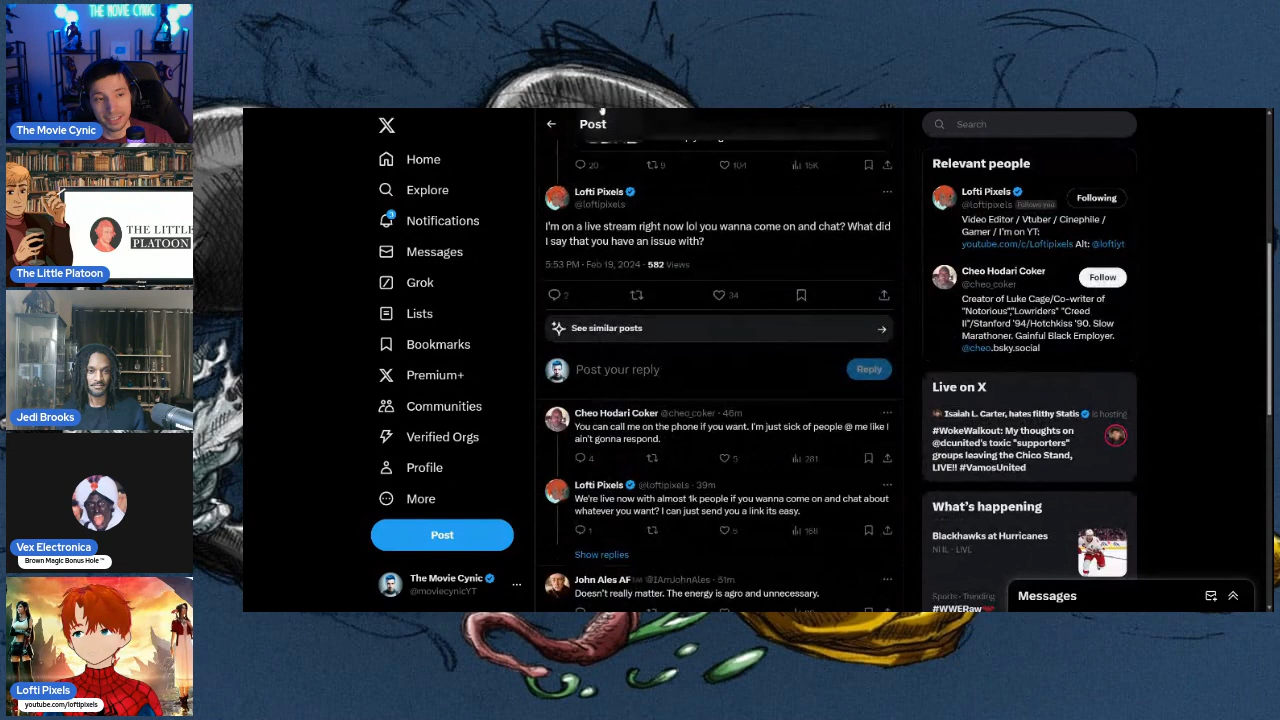 THE MOVIE CYNIC
The Movie Cynic
THE LITTLE
PLATOON
The Little Platoon
Jedi Brooks
Vex Electronica
Brown Magic Bonus Hole ™
Lofti Pixels
youtube.com/loftipixels
X
Home
Explore
Notifications
Messages
Grok
Lists
Bookmarks
Premium+
Communities
Verified Orgs
Profile
More
Post
The Movie Cynic
@moviecynicYT
Post
20 9 104 15K
Lofti Pixels
@loftipixels
I'm on a live stream right now lol you wanna come on and chat? What did
I say that you have an issue with?
5:53 PM · Feb 19, 2024 · 582 Views
2 34
See similar posts
Post your reply
Reply
Cheo Hodari Coker @cheo_coker · 46m
You can call me on the phone if you want. I'm just sick of people @ me like I
ain't gonna respond.
4 5 281
Lofti Pixels @loftipixels · 39m
We're live now with almost 1k people if you wanna come on and chat about
whatever you want? I can just send you a link its easy.
1 5 168
Show replies
John Ales AF™ @IAmJohnAles · 51m
Doesn't really matter. The energy is agro and unnecessary.
Search
Relevant people
Lofti Pixels
@loftipixels Follows you
Following
Video Editor / Vtuber / Cinephile /
Gamer / I'm on YT:
youtube.com/c/Loftipixels Alt: @loftiyt
Cheo Hodari Coker
@cheo_coker
Follow
Creator of Luke Cage/Co-writer of
"Notorious","Lowriders" "Creed
II"/Stanford '94/Hotchkiss '90. Slow
Marathoner. Gainful Black Employer.
@cheo.bsky.social
Live on X
Isaiah L. Carter, hates filthy Statis is hosting
#WokeWalkout: My thoughts on
@dcunited's toxic "supporters"
groups leaving the Chico Stand,
LIVE!! #VamosUnited
What's happening
Blackhawks at Hurricanes
NHL · LIVE
Sports · Trending
#WWERaw
Messages